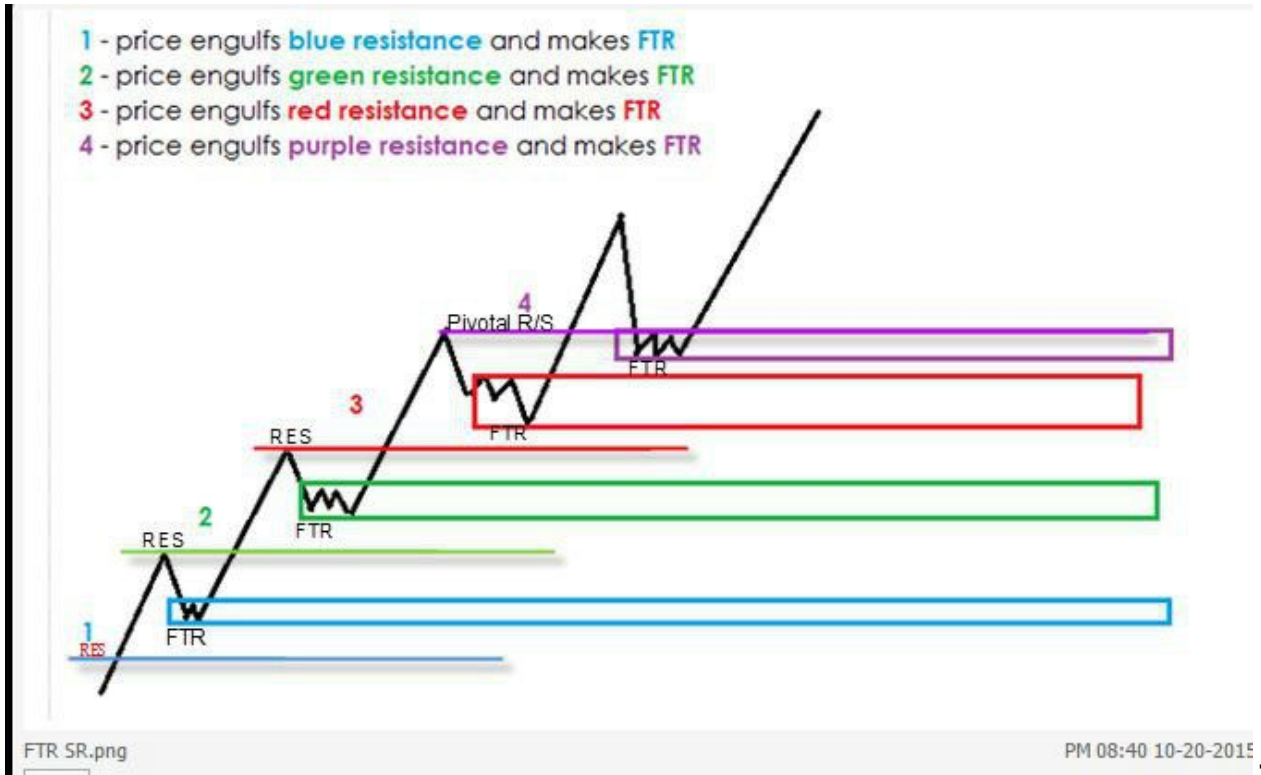 1 - price engulfs blue resistance and makes FTR
2 - price engulfs green resistance and makes FTR
3 - price engulfs red resistance and makes FTR
4 - price engulfs purple resistance and makes FTR
4
Pivotal R/S
FTR
3
RES
FTR
2
RES
FTR
1
RES
FTR
FTR SR.png
PM 08:40 10-20-2015